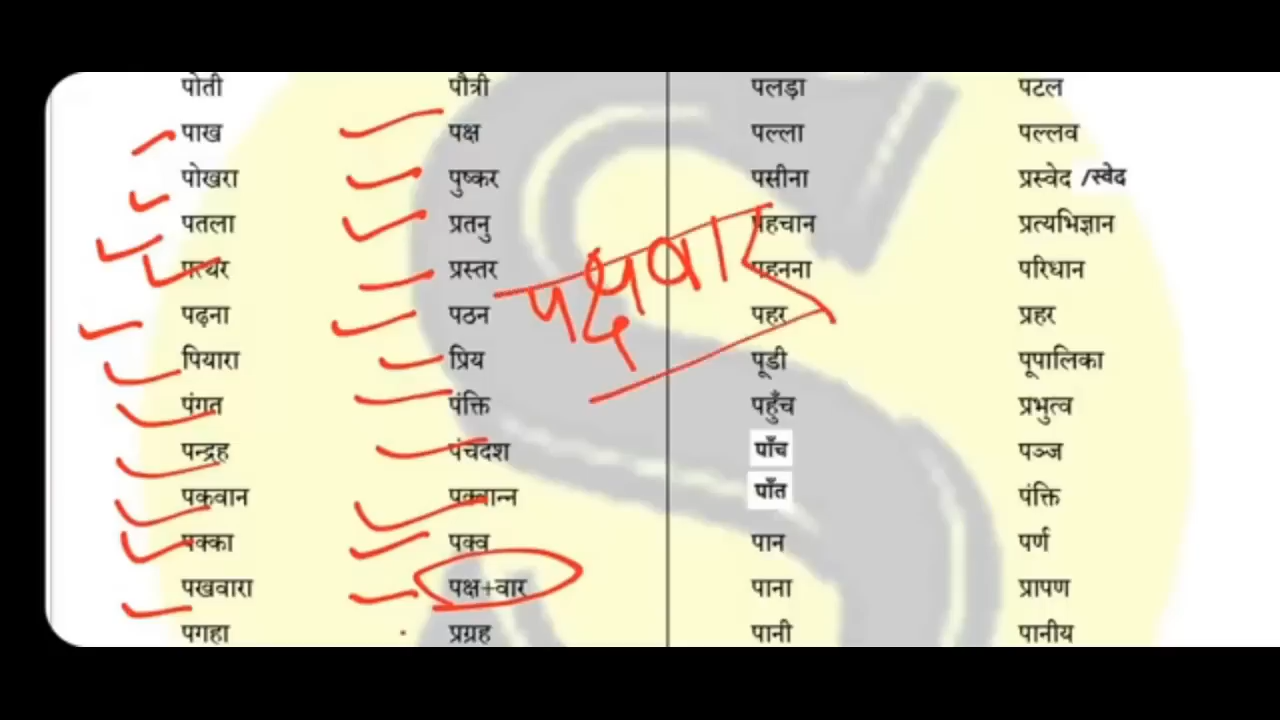 पोती पौत्री पलड़ा पटल
पाख पक्ष पल्ला पल्लव
पोखरा पुष्कर पसीना प्रस्वेद /स्वेद
पतला प्रतनु पहचान प्रत्यभिज्ञान
पत्थर प्रस्तर पहनना परिधान
पक्षवार
पढ़ना पठन पहर प्रहर
पियारा प्रिय पूडी पूपालिका
पंगत पंक्ति पहुँच प्रभुत्व
पन्द्रह पंचदश पाँच पञ्ज
पकवान पक्वान्न पाँत पंक्ति
पक्का पक्व पान पर्ण
पखवारा पक्ष+वार पाना प्रापण
पगहा प्रग्रह पानी पानीय